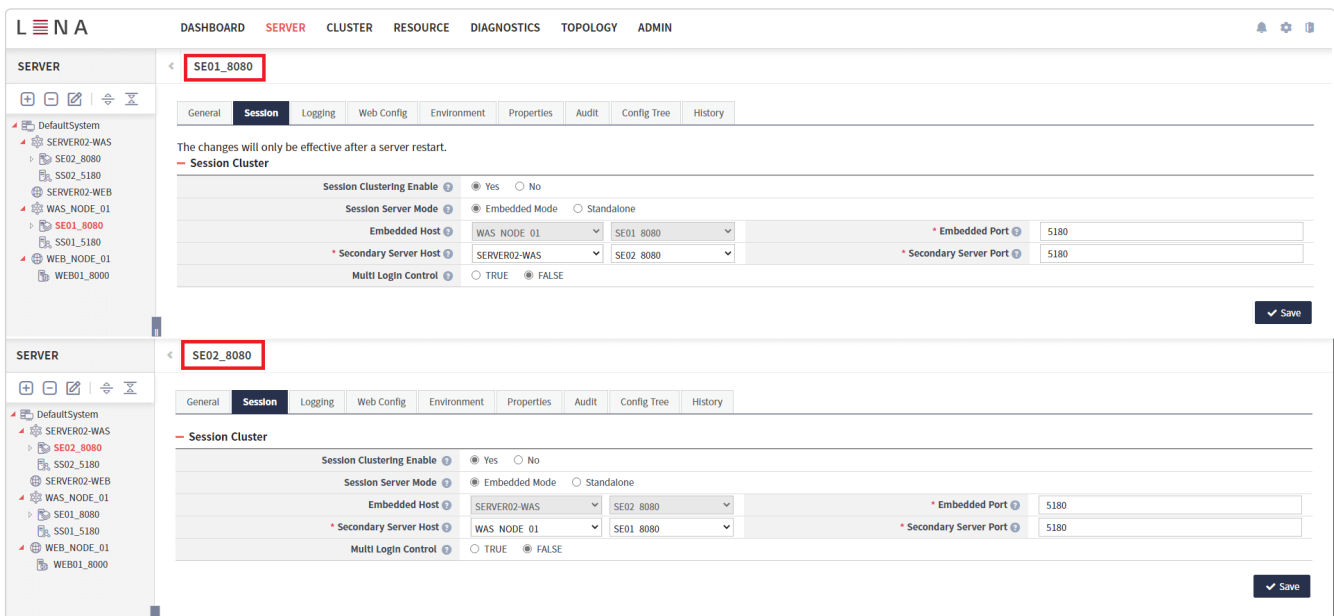 LENA DASHBOARD SERVER CLUSTER RESOURCE DIAGNOSTICS TOPOLOGY ADMIN
SERVER
SE01_8080
General Session Logging Web Config Environment Properties Audit Config Tree History
DefaultSystem
SERVER02-WAS
SE02_8080
SS02_5180
SERVER02-WEB
WAS_NODE_01
SE01_8080
SS01_5180
WEB_NODE_01
WEB01_8000
The changes will only be effective after a server restart.
Session Cluster
Session Clustering Enable Yes No
Session Server Mode Embedded Mode Standalone
Embedded Host WAS_NODE_01 SE01_8080 * Embedded Port 5180
* Secondary Server Host SERVER02-WAS SE02_8080 * Secondary Server Port 5180
Multi Login Control TRUE FALSE
Save
SERVER
SE02_8080
General Session Logging Web Config Environment Properties Audit Config Tree History
DefaultSystem
SERVER02-WAS
SE02_8080
SS02_5180
SERVER02-WEB
WAS_NODE_01
SE01_8080
SS01_5180
WEB_NODE_01
WEB01_8000
Session Cluster
Session Clustering Enable Yes No
Session Server Mode Embedded Mode Standalone
Embedded Host SERVER02-WAS SE02_8080 * Embedded Port 5180
* Secondary Server Host WAS_NODE_01 SE01_8080 * Secondary Server Port 5180
Multi Login Control TRUE FALSE
Save